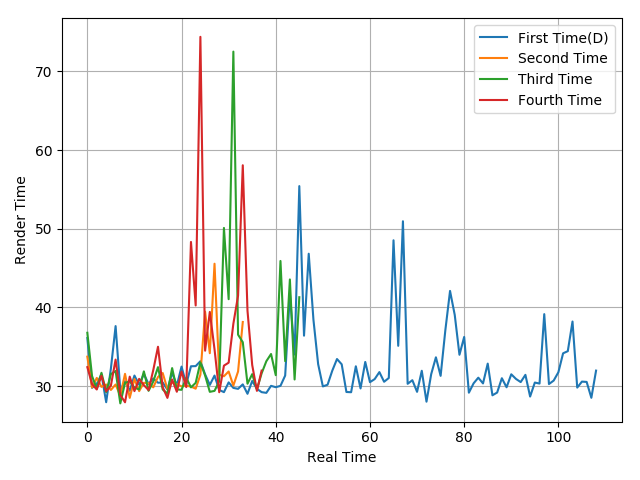 First Time(D)
Second Time
Third Time
Fourth Time
Render Time
70
60
50
40
30
0 20 40 60 80 100
Real Time